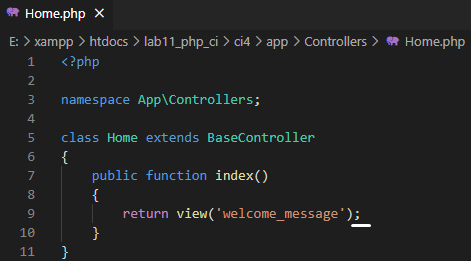 Home.php ×
E: > xampp > htdocs > lab11_php_ci > ci4 > app > Controllers > Home.php
1 <?php
2
3 namespace App\Controllers;
4
5 class Home extends BaseController
6 {
7     public function index()
8     {
9         return view('welcome_message');
10     }
11 }